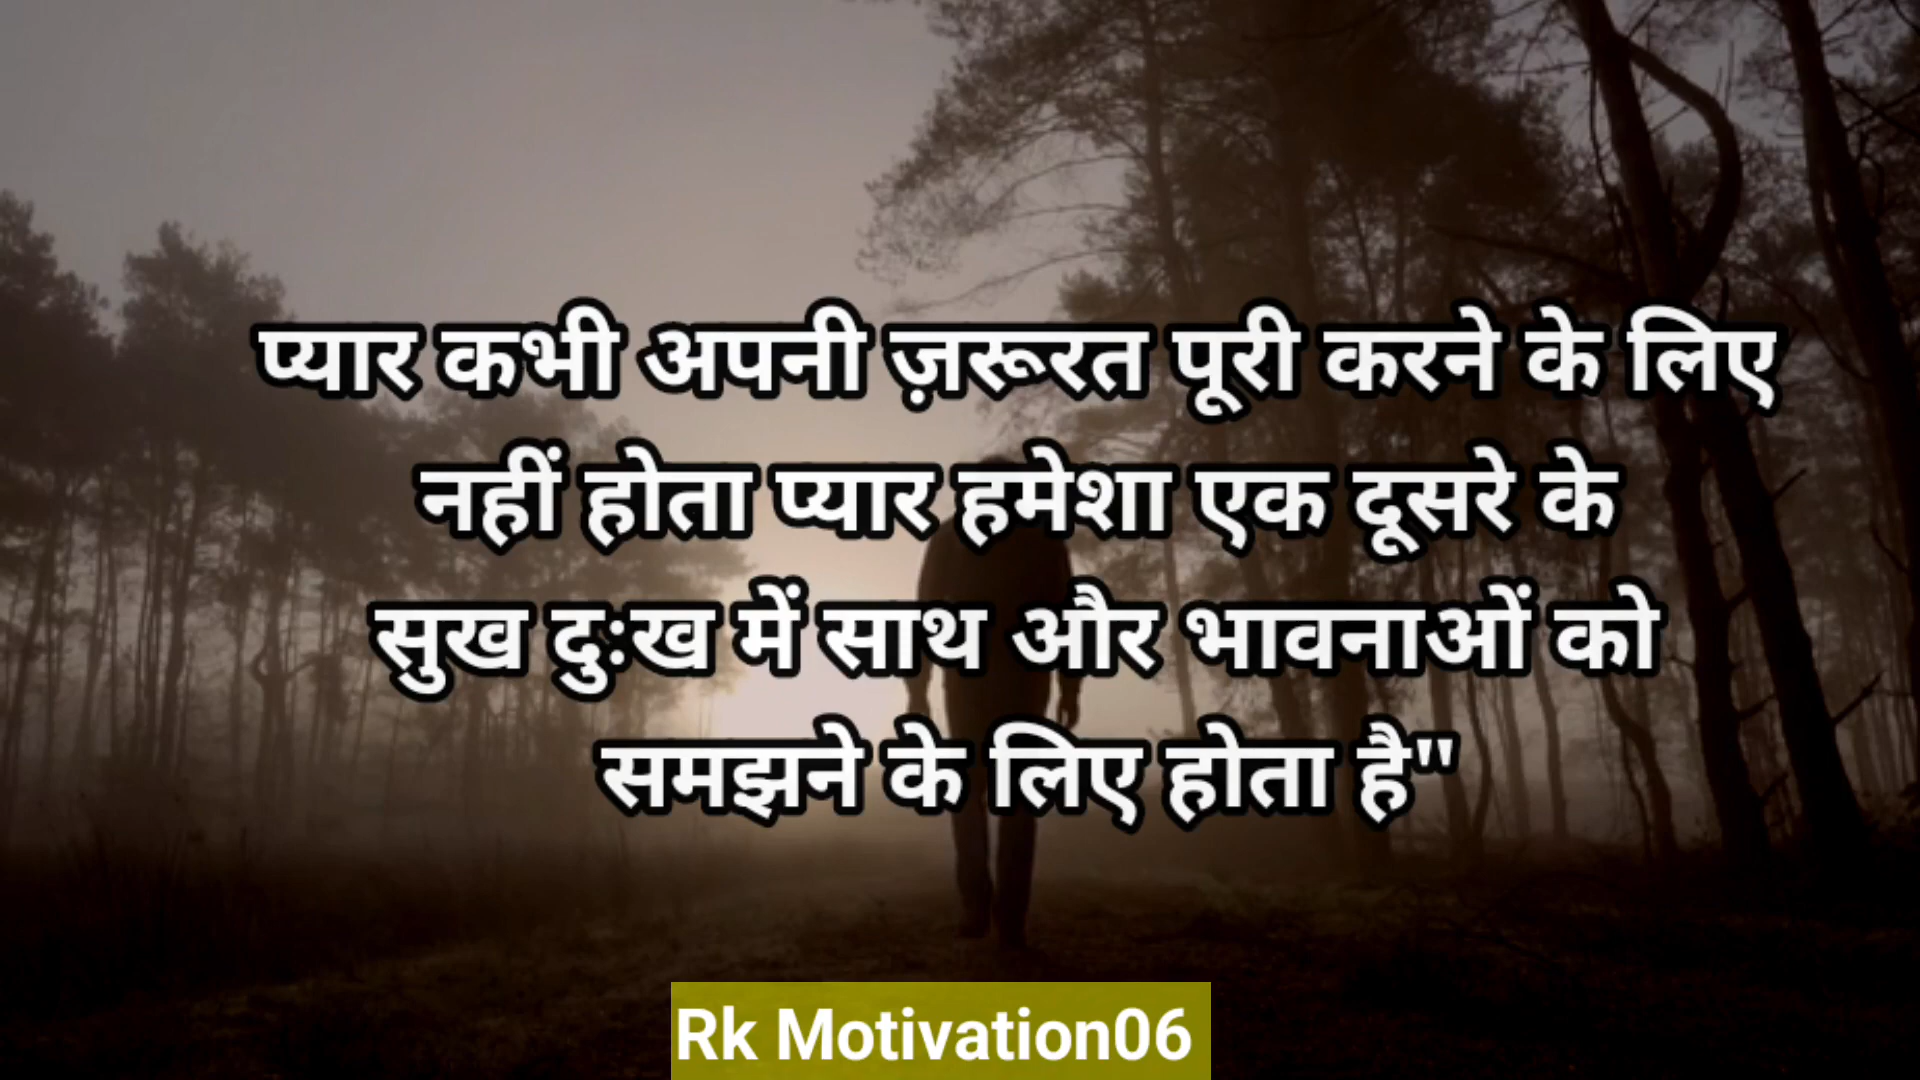 प्यार कभी अपनी ज़रूरत पूरी करने के लिए
नहीं होता प्यार हमेशा एक दूसरे के
सुख दुःख में साथ और भावनाओं को
समझने के लिए होता है"
Rk Motivation06